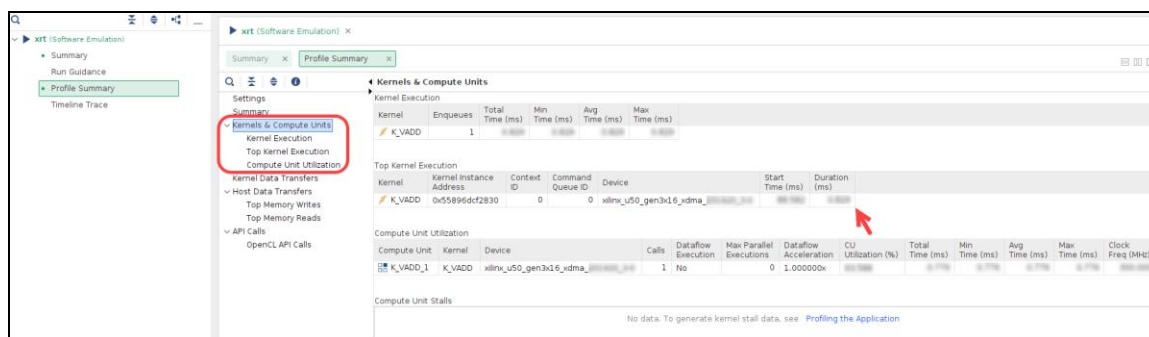 xrt (Software Emulation)
Summary
Run Guidance
Profile Summary
Timeline Trace
xrt (Software Emulation) ×
Summary × Profile Summary ×
Settings
Summary
Kernels & Compute Units
Kernel Execution
Top Kernel Execution
Compute Unit Utilization
Kernel Data Transfers
Host Data Transfers
Top Memory Writes
Top Memory Reads
API Calls
OpenCL API Calls
Kernels & Compute Units
Kernel Execution
Kernel Enqueues Total Time (ms) Min Time (ms) Avg Time (ms) Max Time (ms)
K_VADD 1
Top Kernel Execution
Kernel Kernel Instance Address Context ID Command Queue ID Device Start Time (ms) Duration (ms)
K_VADD 0x55896dcf2830 0 0 xilinx_u50_gen3x16_xdma_
Compute Unit Utilization
Compute Unit Kernel Device Calls Dataflow Execution Max Parallel Executions Dataflow Acceleration CU Utilization (%) Total Time (ms) Min Time (ms) Avg Time (ms) Max Time (ms) Clock Freq (MHz)
K_VADD_1 K_VADD xilinx_u50_gen3x16_xdma_ 1 No 0 1.000000x
Compute Unit Stalls
No data. To generate kernel stall data, see Profiling the Application